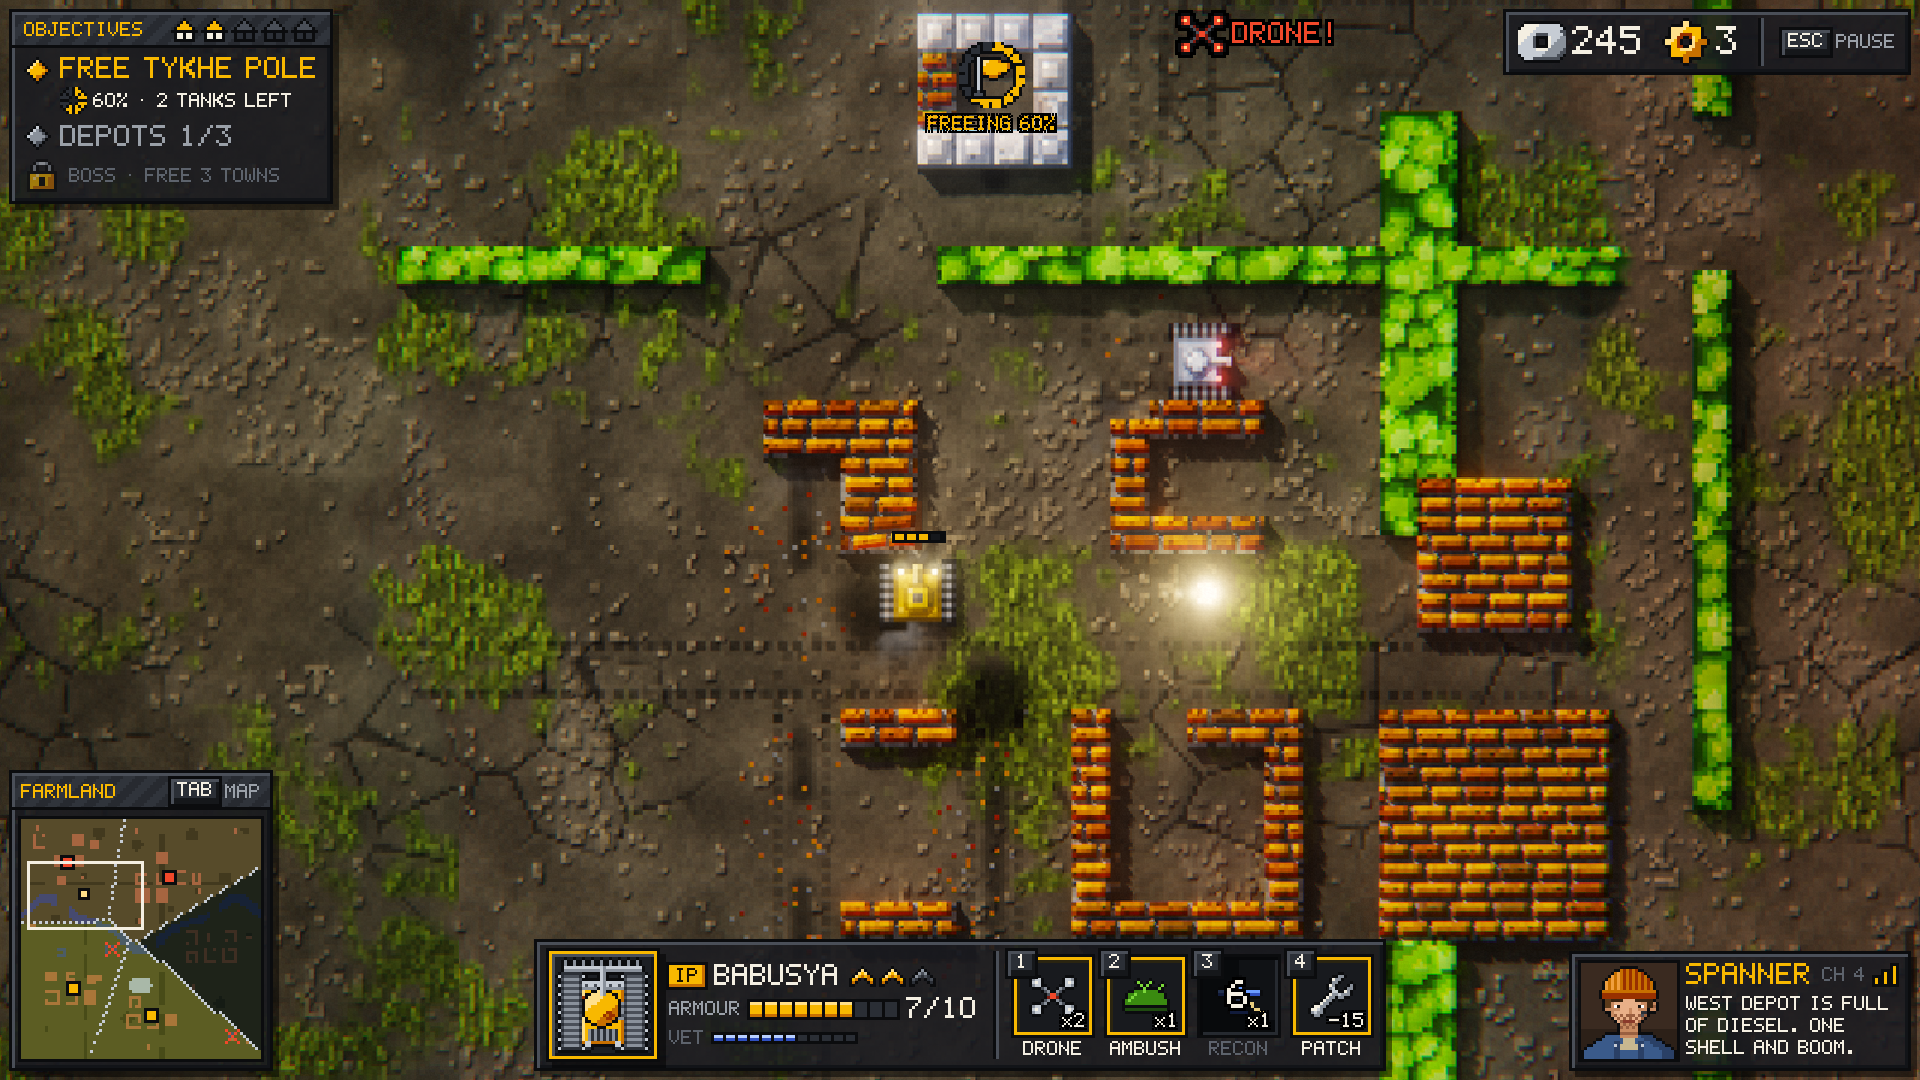 OBJECTIVES
FREE TYKHE POLE
60% · 2 TANKS LEFT
DEPOTS 1/3
BOSS · FREE 3 TOWNS
FREEING 60%
DRONE!
245
3
ESC PAUSE
FARMLAND
TAB MAP
1P BABUSYA
ARMOUR 7/10
VET
1
x2
DRONE
2
x1
AMBUSH
3
6
x1
RECON
4
-15
PATCH
SPANNER CH 4
WEST DEPOT IS FULL
OF DIESEL. ONE
SHELL AND BOOM.